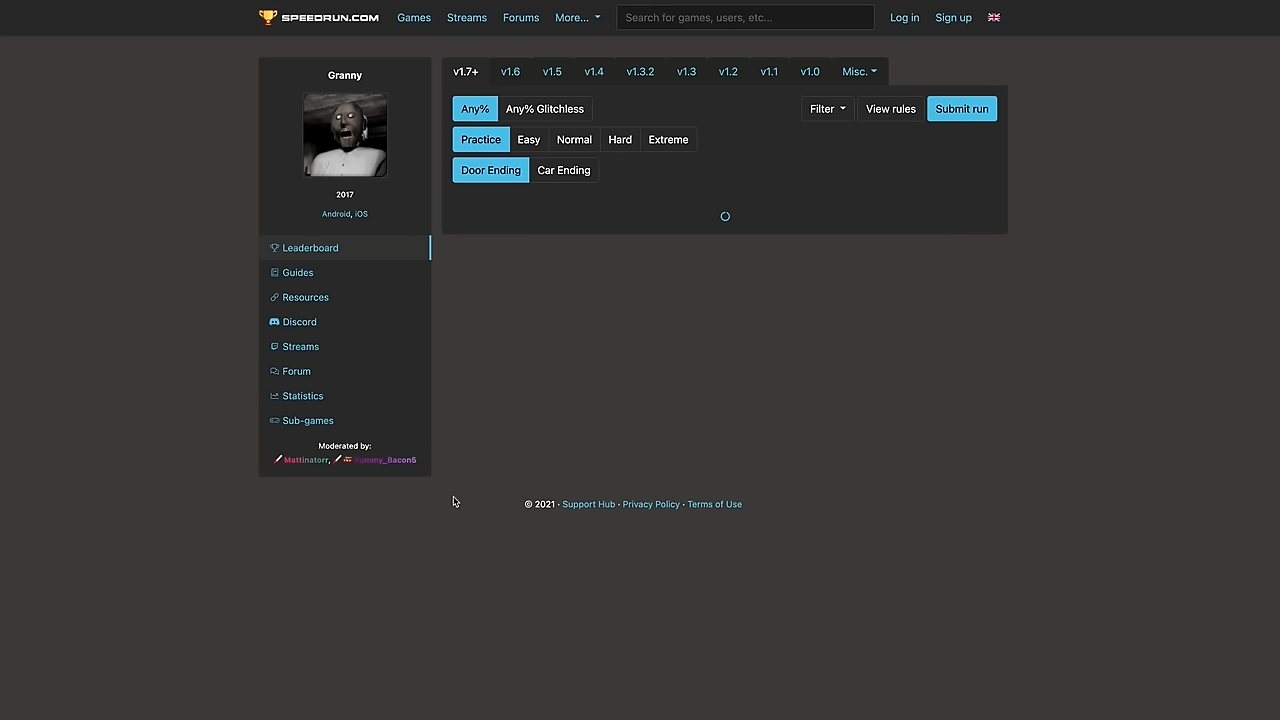 SPEEDRUN.COM Games Streams Forums More... Search for games, users, etc... Log in Sign up
Granny
2017
Android, iOS
Leaderboard
Guides
Resources
Discord
Streams
Forum
Statistics
Sub-games
Moderated by:
Mattinatorr, Yummy_Bacon5
v1.7+ v1.6 v1.5 v1.4 v1.3.2 v1.3 v1.2 v1.1 v1.0 Misc.
Any% Any% Glitchless Filter View rules Submit run
Practice Easy Normal Hard Extreme
Door Ending Car Ending
© 2021 · Support Hub · Privacy Policy · Terms of Use